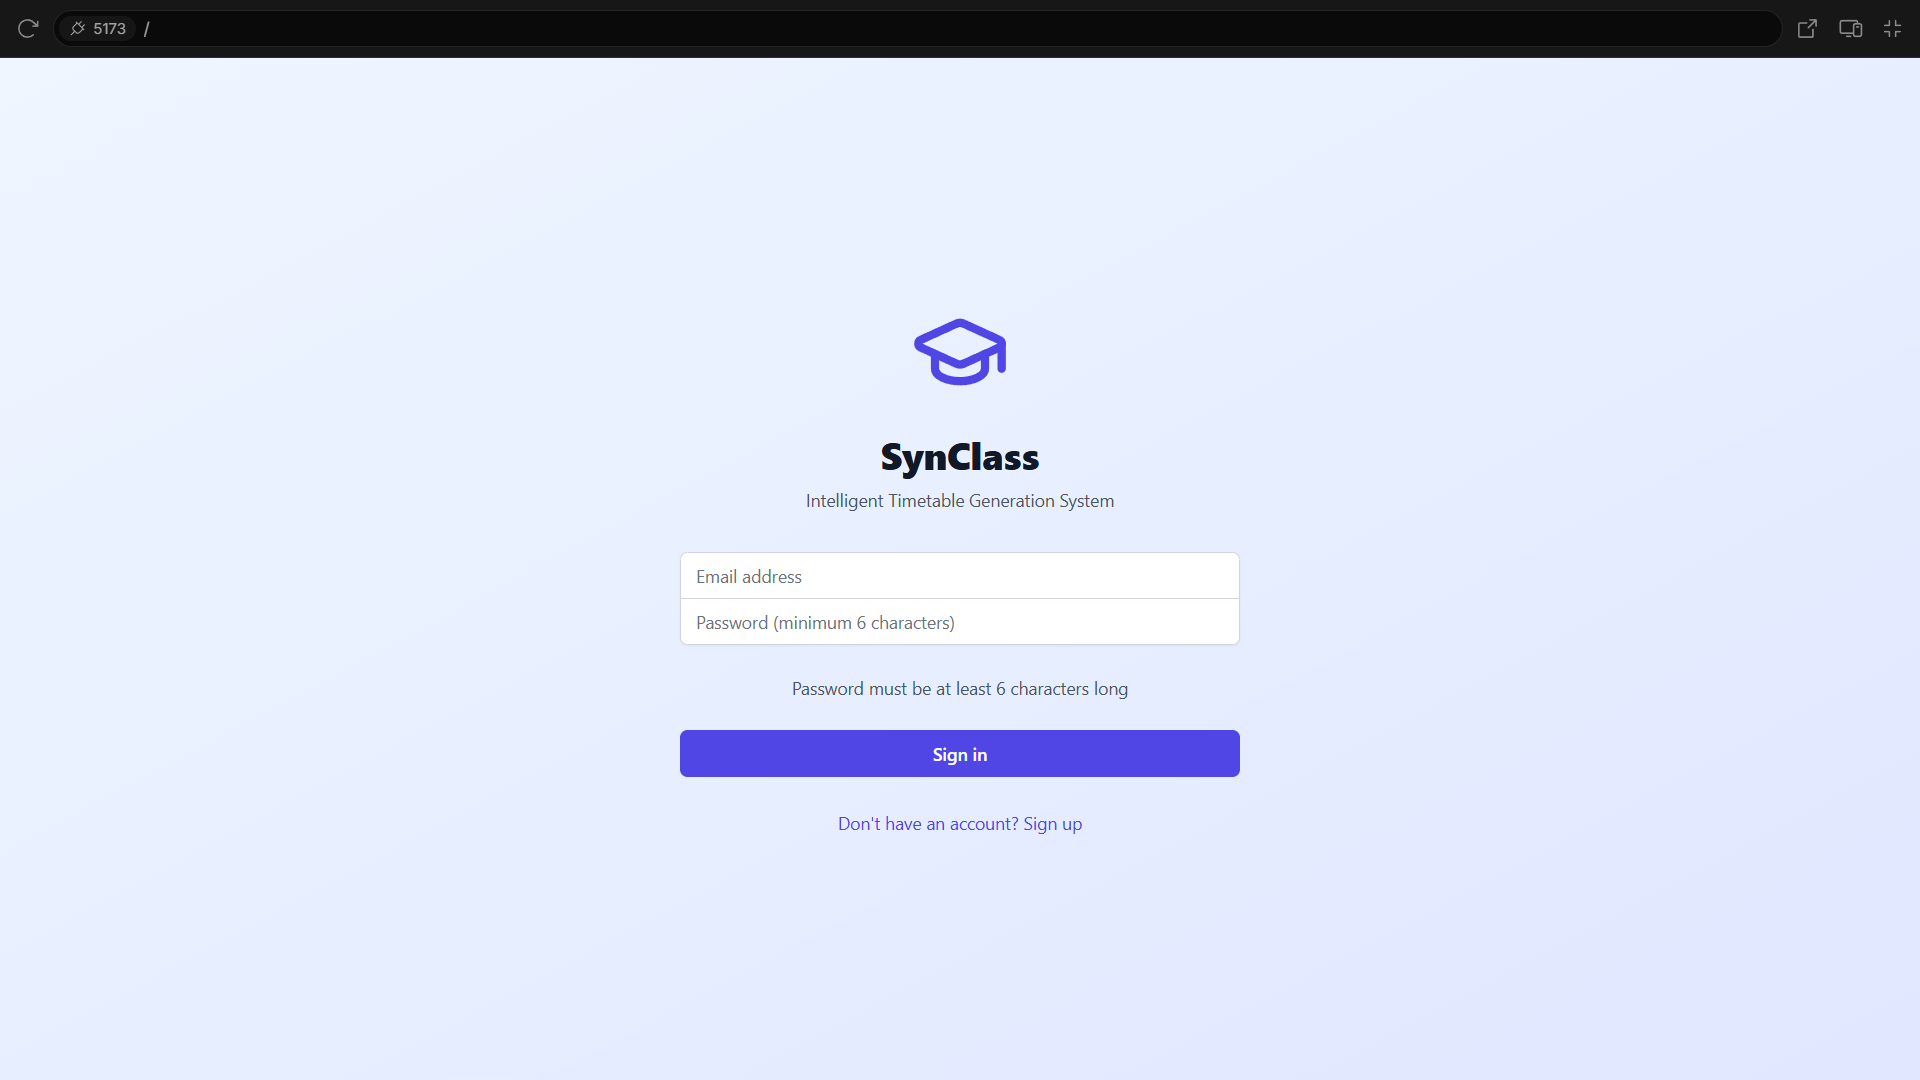 5173 /
SynClass
Intelligent Timetable Generation System
Email address
Password (minimum 6 characters)
Password must be at least 6 characters long
Sign in
Don't have an account? Sign up